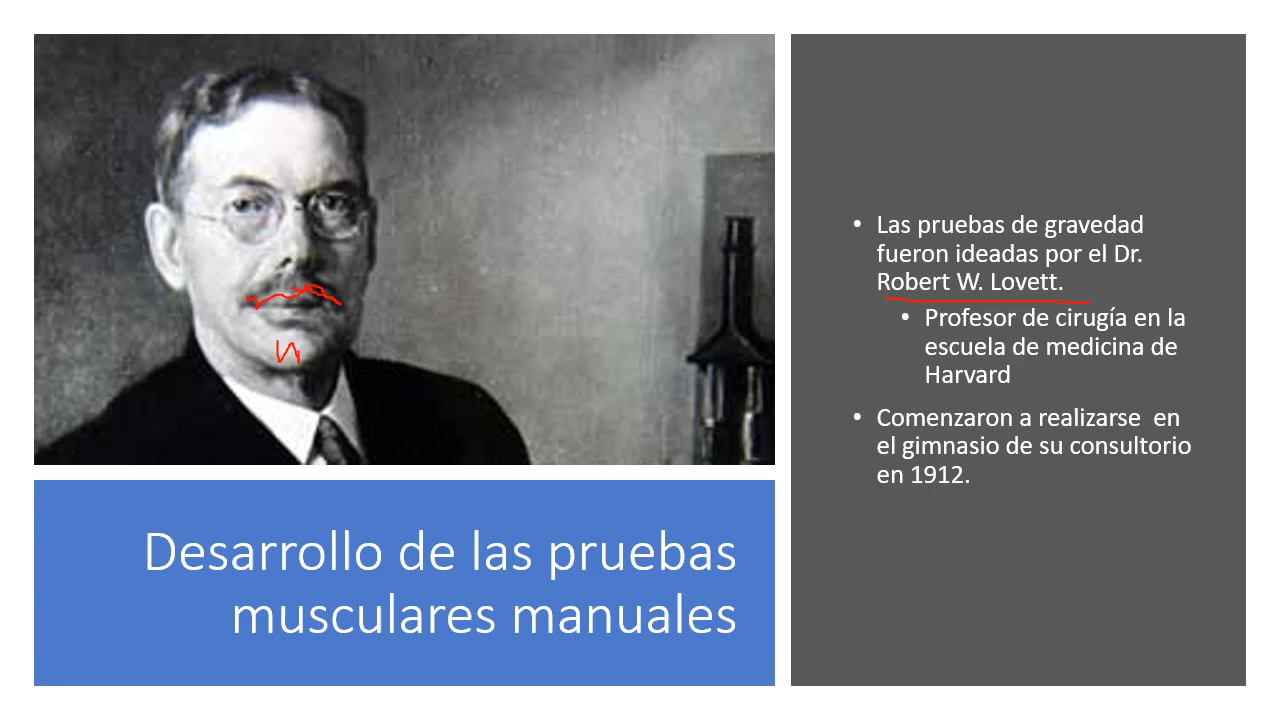 Desarrollo de las pruebas
musculares manuales
• Las pruebas de gravedad
fueron ideadas por el Dr.
Robert W. Lovett.
• Profesor de cirugía en la
escuela de medicina de
Harvard
• Comenzaron a realizarse  en
el gimnasio de su consultorio
en 1912.